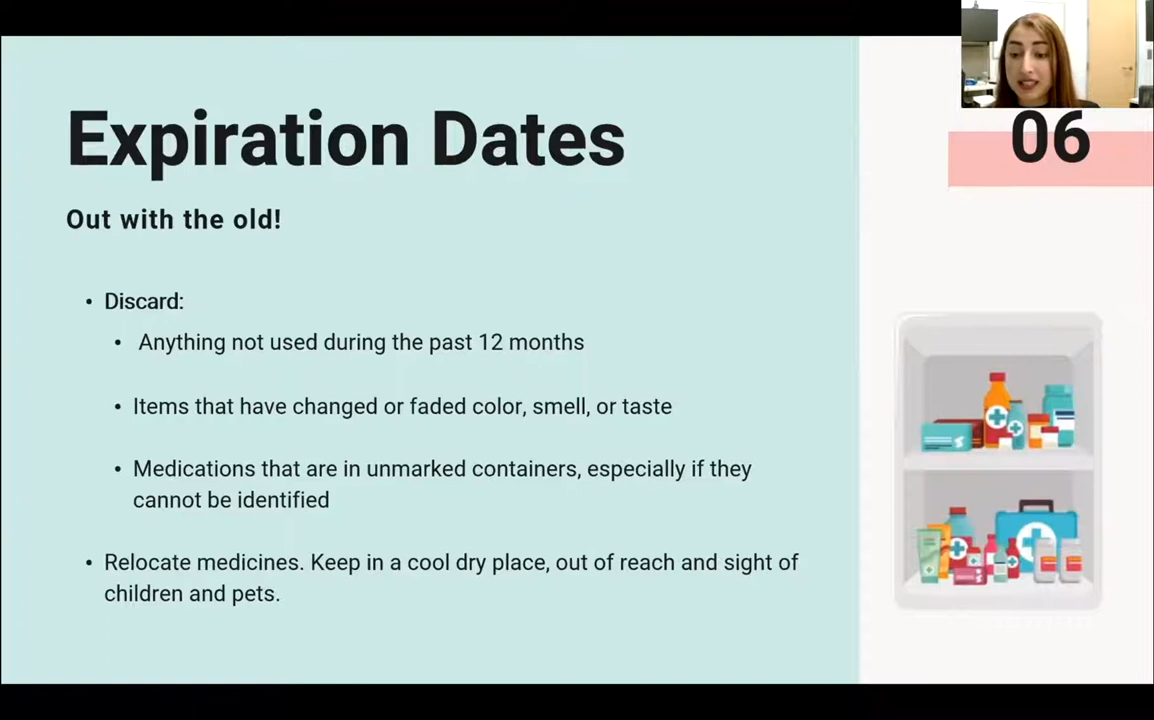 Expiration Dates
06
Out with the old!
• Discard:
• Anything not used during the past 12 months
• Items that have changed or faded color, smell, or taste
• Medications that are in unmarked containers, especially if they
cannot be identified
• Relocate medicines. Keep in a cool dry place, out of reach and sight of
children and pets.